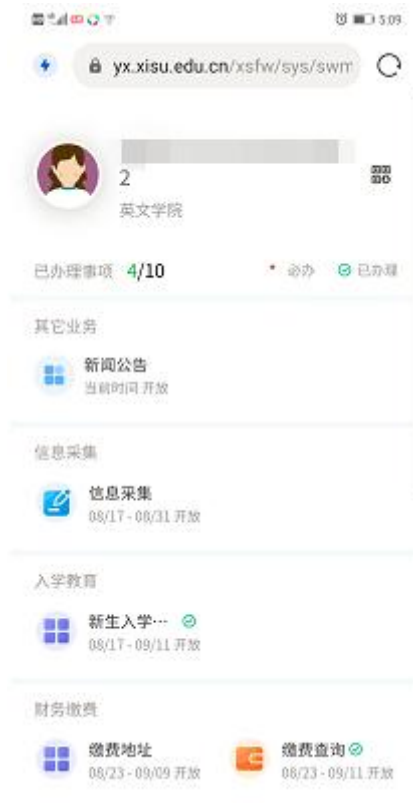 5:09
yx.xisu.edu.cn/xsfw/sys/swm
2
英文学院
已办理事项 4/10 * 必办 已办理
其它业务
新闻公告
当前时间 开放
信息采集
信息采集
08/17 - 08/31 开放
入学教育
新生入学…
08/17 - 09/11 开放
财务缴费
缴费地址 缴费查询
08/23 - 09/09 开放 08/23 - 09/11 开放